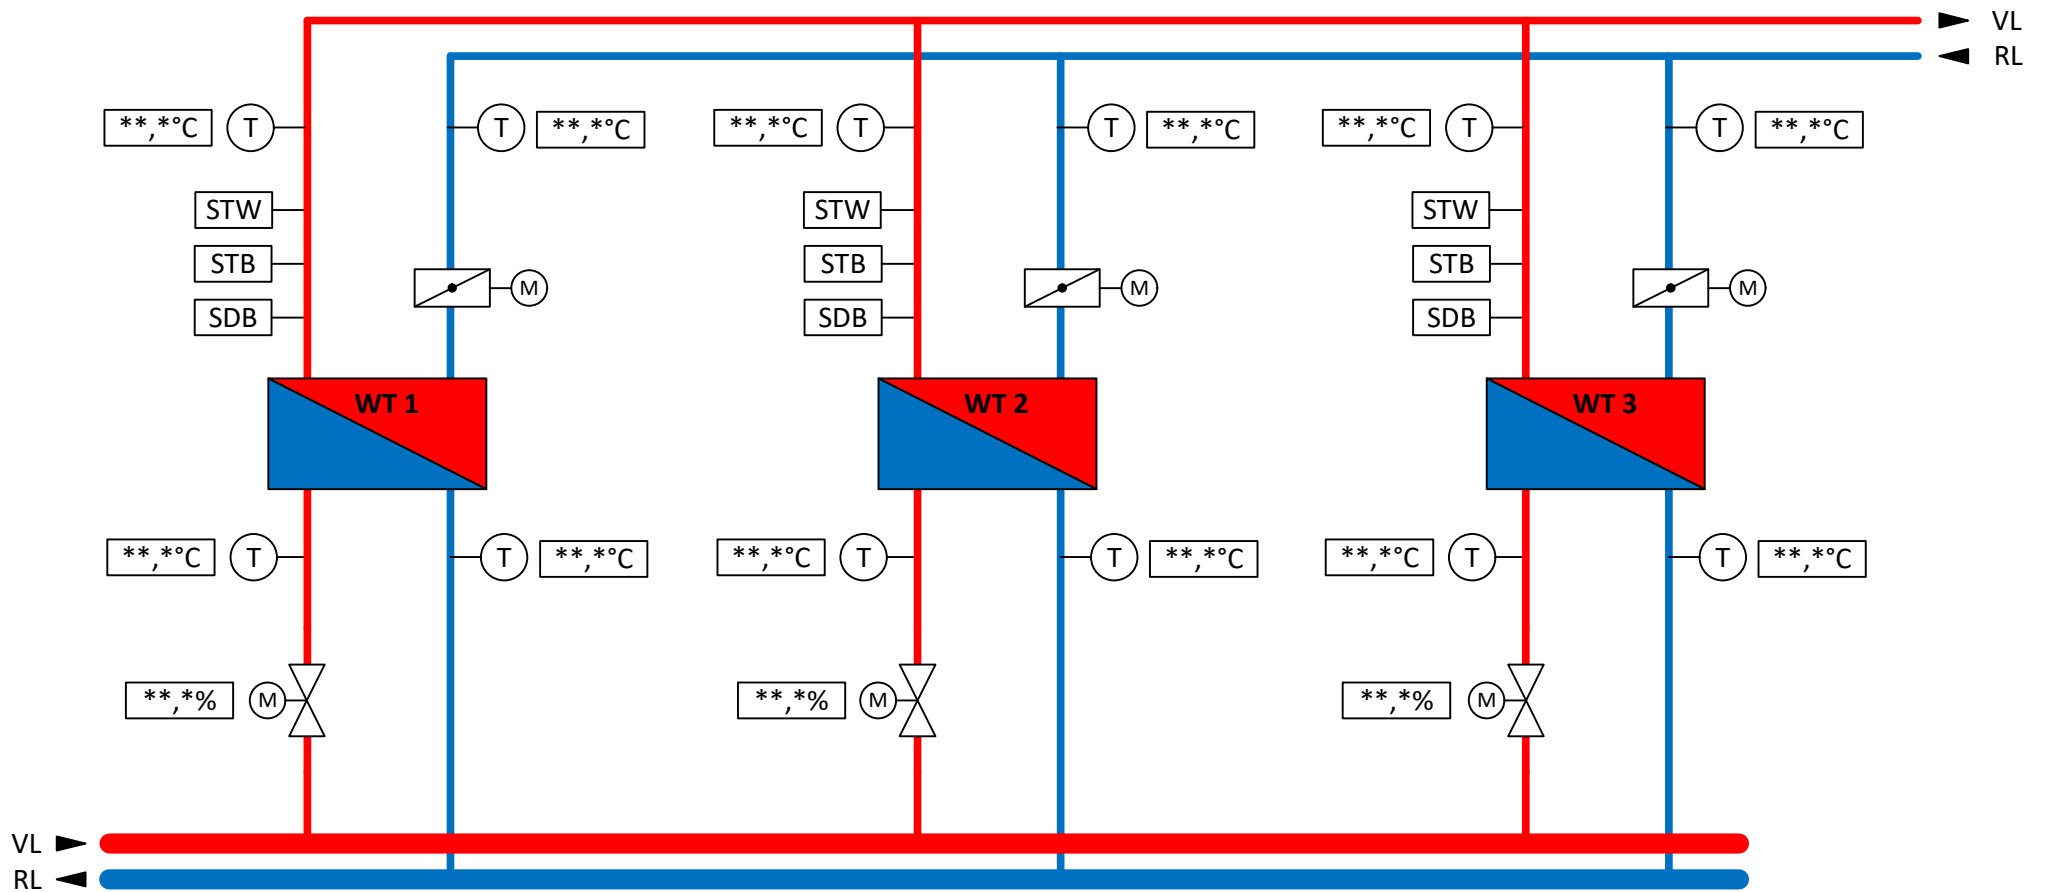 VL
RL
**,*°C T T **,*°C **,*°C T T **,*°C **,*°C T T **,*°C
STW STW STW
STB STB STB
M M M
SDB SDB SDB
WT 1 WT 2 WT 3
**,*°C T T **,*°C **,*°C T T **,*°C **,*°C T T **,*°C
**,*% M **,*% M **,*% M
VL
RL